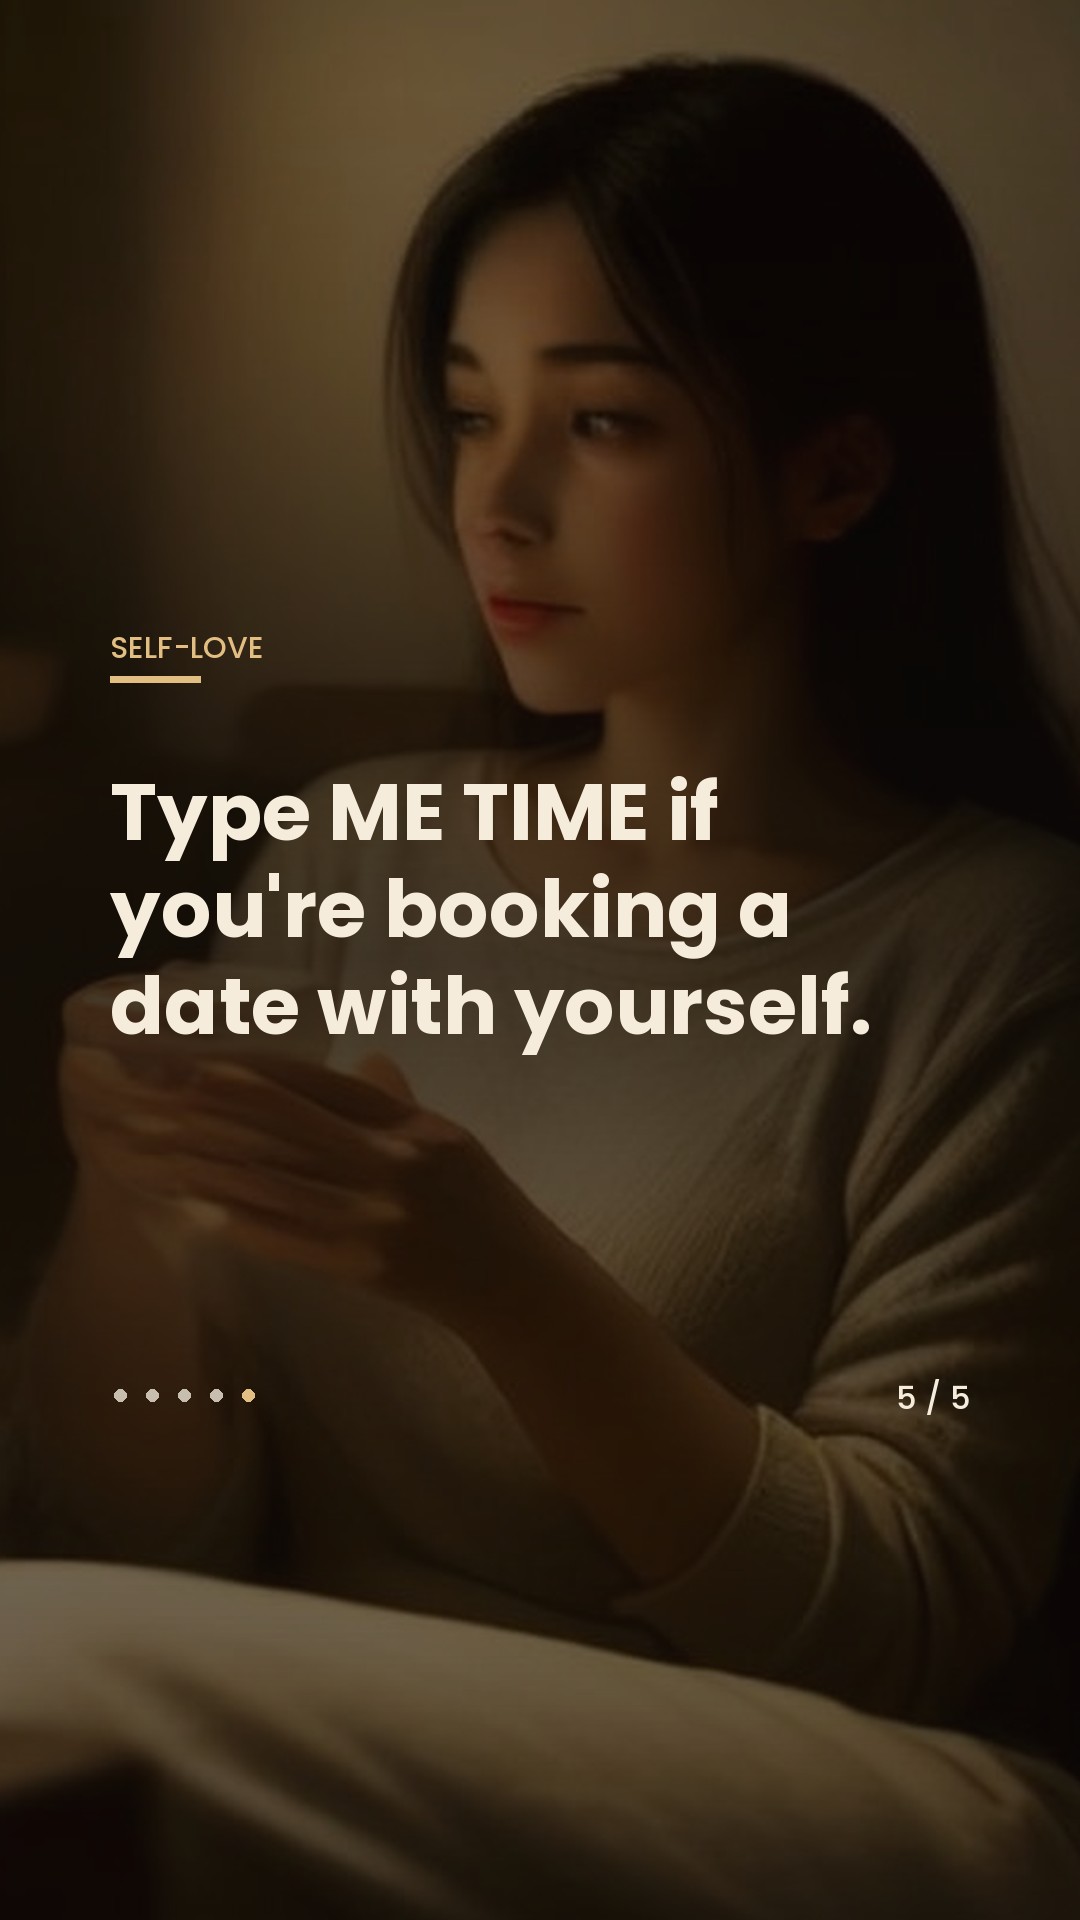 SELF-LOVE
Type ME TIME if
you're booking a
date with yourself.
5 / 5